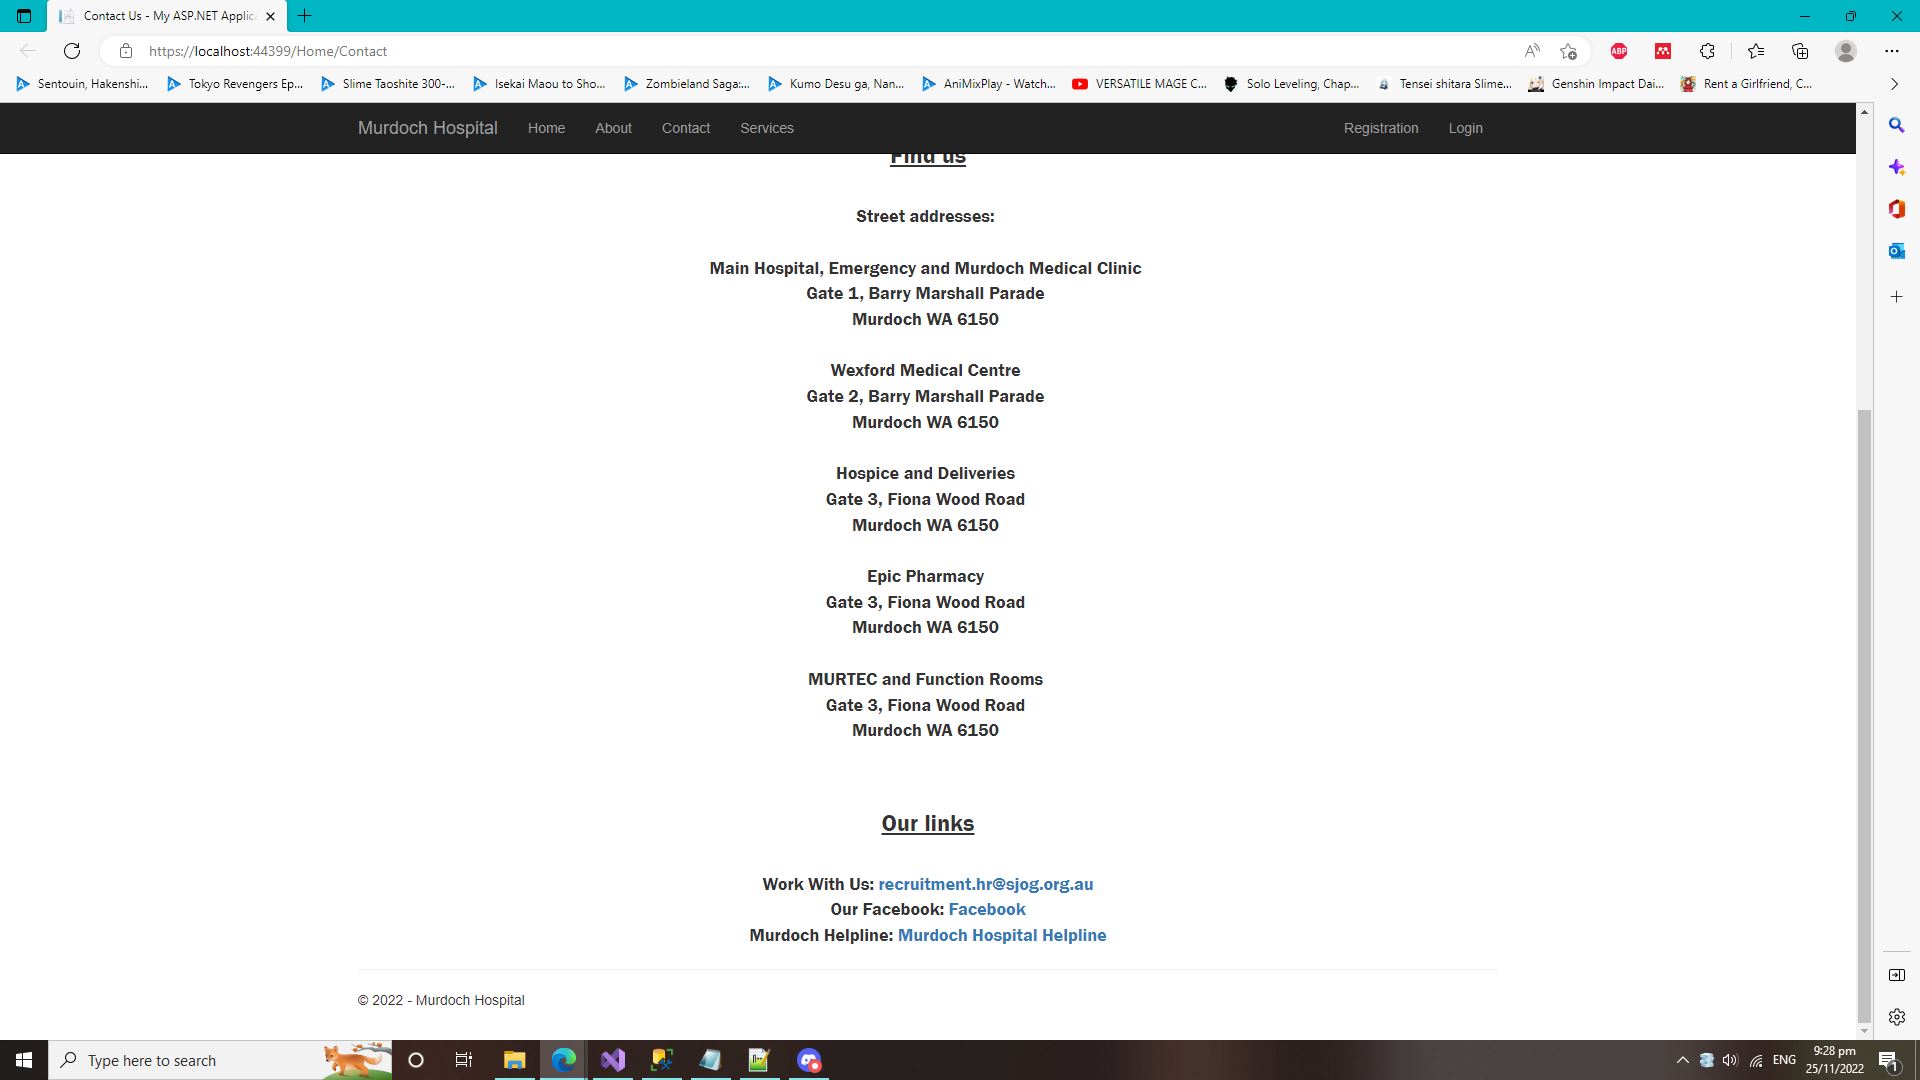 Contact Us - My ASP.NET Applic
https://localhost:44399/Home/Contact
ABP
Sentouin, Hakenshi... Tokyo Revengers Ep... Slime Taoshite 300-... Isekai Maou to Sho... Zombieland Saga:... Kumo Desu ga, Nan... AniMixPlay - Watch... VERSATILE MAGE C... Solo Leveling, Chap... Tensei shitara Slime... Genshin Impact Dai... Rent a Girlfriend, C...
Murdoch Hospital Home About Contact Services Registration Login
Find us
Street addresses:
Main Hospital, Emergency and Murdoch Medical Clinic
Gate 1, Barry Marshall Parade
Murdoch WA 6150
Wexford Medical Centre
Gate 2, Barry Marshall Parade
Murdoch WA 6150
Hospice and Deliveries
Gate 3, Fiona Wood Road
Murdoch WA 6150
Epic Pharmacy
Gate 3, Fiona Wood Road
Murdoch WA 6150
MURTEC and Function Rooms
Gate 3, Fiona Wood Road
Murdoch WA 6150
Our links
Work With Us: recruitment.hr@sjog.org.au
Our Facebook: Facebook
Murdoch Helpline: Murdoch Hospital Helpline
© 2022 - Murdoch Hospital
Type here to search
ENG
9:28 pm
25/11/2022
1